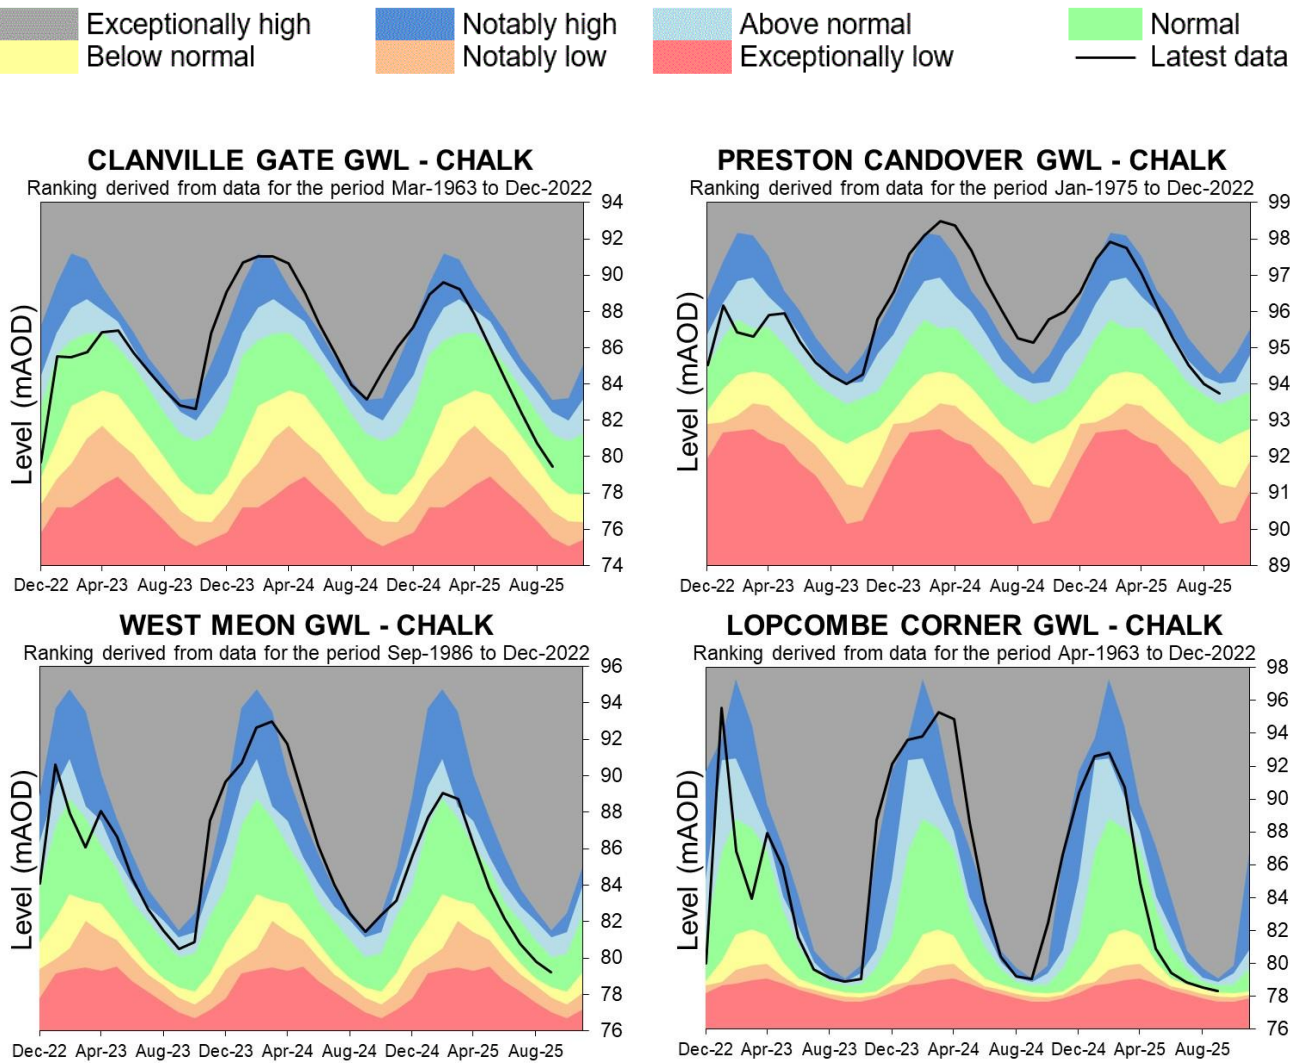 Exceptionally high Notably high Above normal Normal
Below normal Notably low Exceptionally low Latest data
CLANVILLE GATE GWL - CHALK
Ranking derived from data for the period Mar-1963 to Dec-2022
Level (mAOD)
94
92
90
88
86
84
82
80
78
76
74
Dec-22 Apr-23 Aug-23 Dec-23 Apr-24 Aug-24 Dec-24 Apr-25 Aug-25
PRESTON CANDOVER GWL - CHALK
Ranking derived from data for the period Jan-1975 to Dec-2022
Level (mAOD)
99
98
97
96
95
94
93
92
91
90
89
Dec-22 Apr-23 Aug-23 Dec-23 Apr-24 Aug-24 Dec-24 Apr-25 Aug-25
WEST MEON GWL - CHALK
Ranking derived from data for the period Sep-1986 to Dec-2022
Level (mAOD)
96
94
92
90
88
86
84
82
80
78
76
Dec-22 Apr-23 Aug-23 Dec-23 Apr-24 Aug-24 Dec-24 Apr-25 Aug-25
LOPCOMBE CORNER GWL - CHALK
Ranking derived from data for the period Apr-1963 to Dec-2022
Level (mAOD)
98
96
94
92
90
88
86
84
82
80
78
76
Dec-22 Apr-23 Aug-23 Dec-23 Apr-24 Aug-24 Dec-24 Apr-25 Aug-25